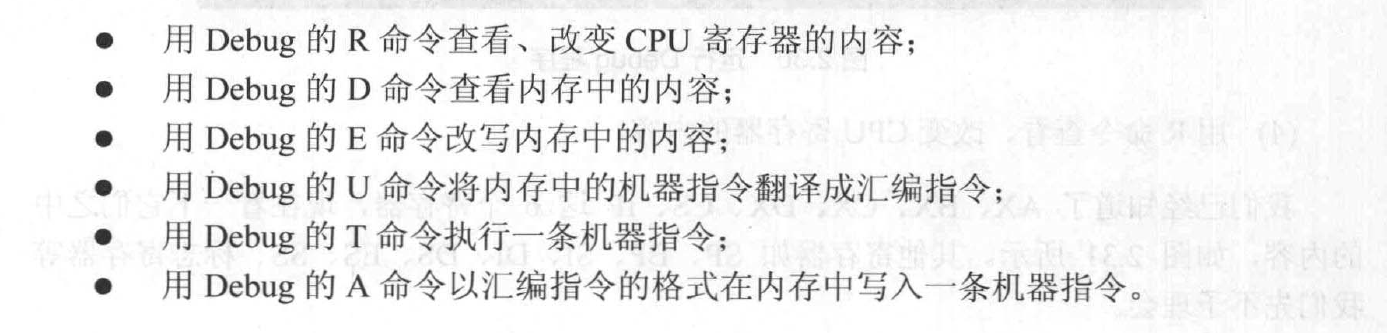 ● 用 Debug 的 R 命令查看、改变 CPU 寄存器的内容；
● 用 Debug 的 D 命令查看内存中的内容；
● 用 Debug 的 E 命令改写内存中的内容；
● 用 Debug 的 U 命令将内存中的机器指令翻译成汇编指令；
● 用 Debug 的 T 命令执行一条机器指令；
● 用 Debug 的 A 命令以汇编指令的格式在内存中写入一条机器指令。